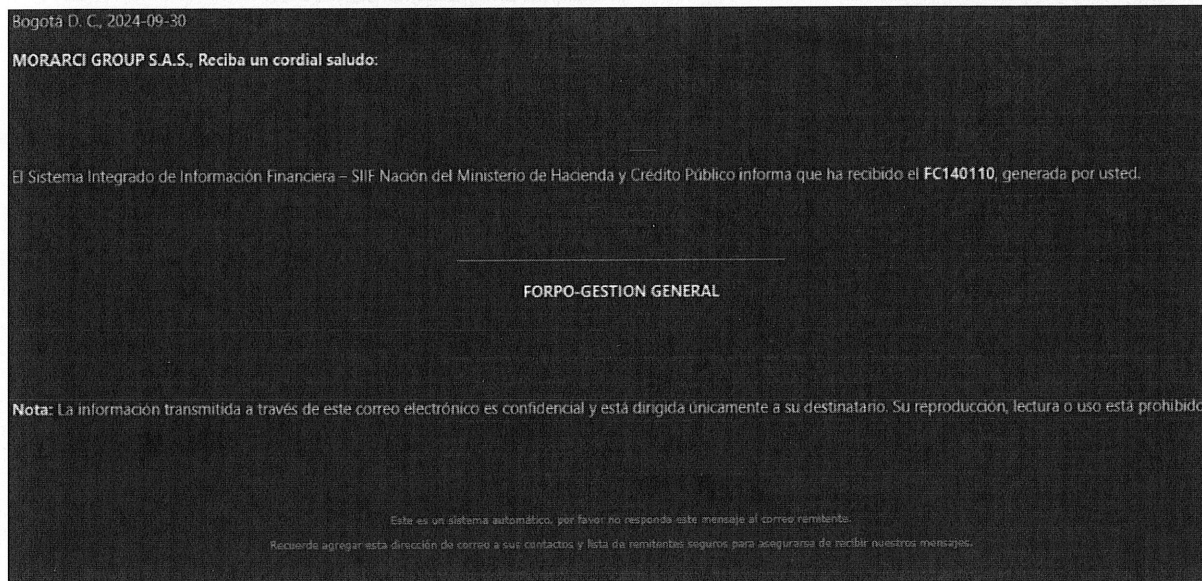 Bogotá D. C., 2024-09-30
MORARCI GROUP S.A.S., Reciba un cordial saludo:
El Sistema Integrado de Información Financiera – SIIF Nación del Ministerio de Hacienda y Crédito Público informa que ha recibido el FC140110, generada por usted.
FORPO-GESTION GENERAL
Nota: La información transmitida a través de este correo electrónico es confidencial y está dirigida únicamente a su destinatario. Su reproducción, lectura o uso está prohibido
Este es un sistema automático, por favor no responda este mensaje al correo remitente.
Recuerde agregar esta dirección de correo a sus contactos y lista de remitentes seguros para asegurarse de recibir nuestros mensajes.